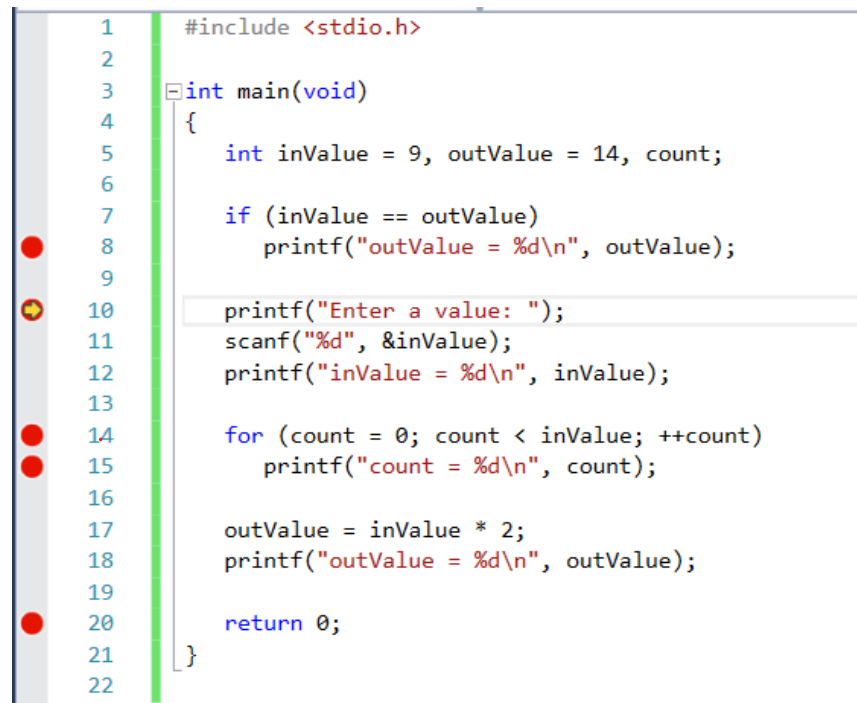 1 #include <stdio.h>
2
3 int main(void)
4 {
5 int inValue = 9, outValue = 14, count;
6
7 if (inValue == outValue)
8 printf("outValue = %d\n", outValue);
9
10 printf("Enter a value: ");
11 scanf("%d", &inValue);
12 printf("inValue = %d\n", inValue);
13
14 for (count = 0; count < inValue; ++count)
15 printf("count = %d\n", count);
16
17 outValue = inValue * 2;
18 printf("outValue = %d\n", outValue);
19
20 return 0;
21 }
22